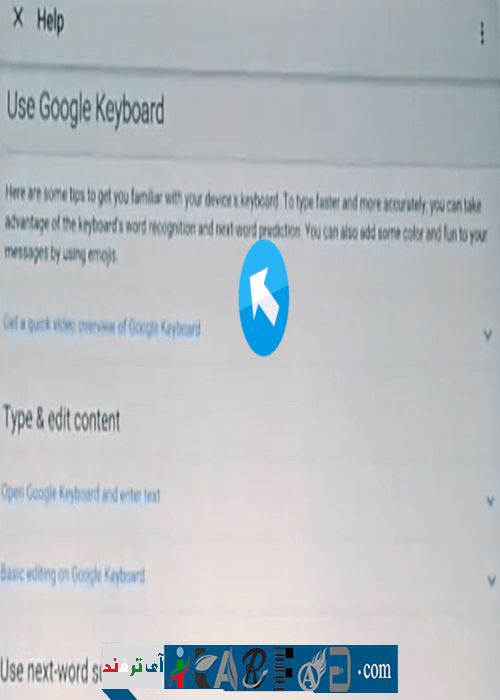 Help
Use Google Keyboard
Here are some tips to get you familiar with your device's keyboard. To type faster and more accurately, you can take
advantage of the keyboard's word recognition and next word prediction. You can also add some color and fun to your
messages by using emojis.
Get a quick video overview of Google Keyboard
Type & edit content
Open Google Keyboard and enter text
Basic editing on Google Keyboard
Use next-word
آی ترفند
.com